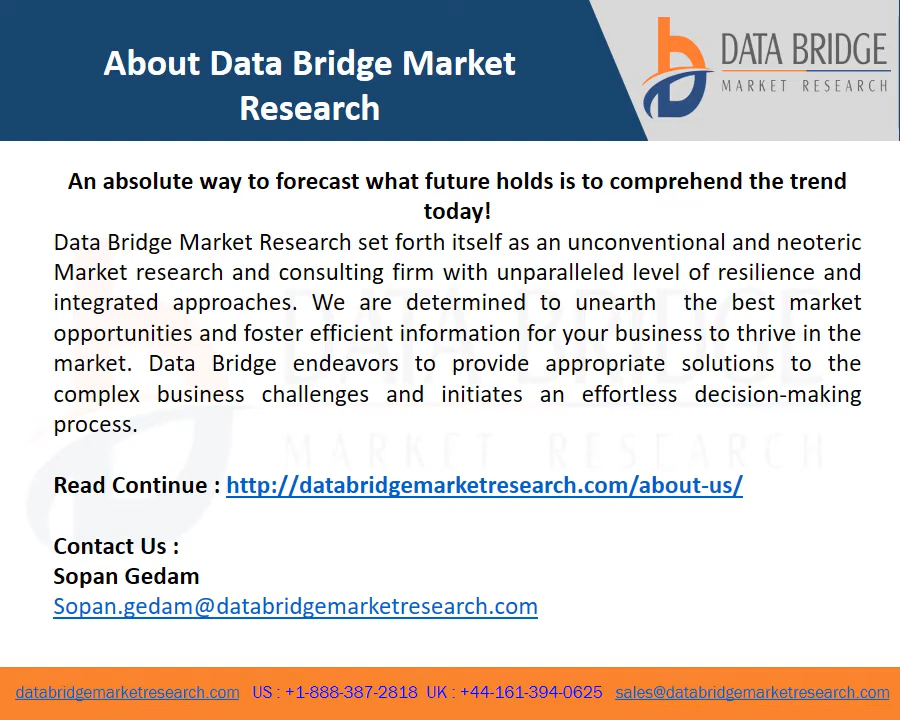 About Data Bridge Market
Research
DATA BRIDGE
MARKET RESEARCH
An absolute way to forecast what future holds is to comprehend the trend
today!
Data Bridge Market Research set forth itself as an unconventional and neoteric
Market research and consulting firm with unparalleled level of resilience and
integrated approaches. We are determined to unearth the best market
opportunities and foster efficient information for your business to thrive in the
market. Data Bridge endeavors to provide appropriate solutions to the
complex business challenges and initiates an effortless decision-making
process.
DATA BRIDGE
MARKET RESEARCH
Read Continue : http://databridgemarketresearch.com/about-us/
Contact Us :
Sopan Gedam
Sopan.gedam@databridgemarketresearch.com
databridgemarketresearch.com US : +1-888-387-2818 UK : +44-161-394-0625 sales@databridgemarketresearch.com